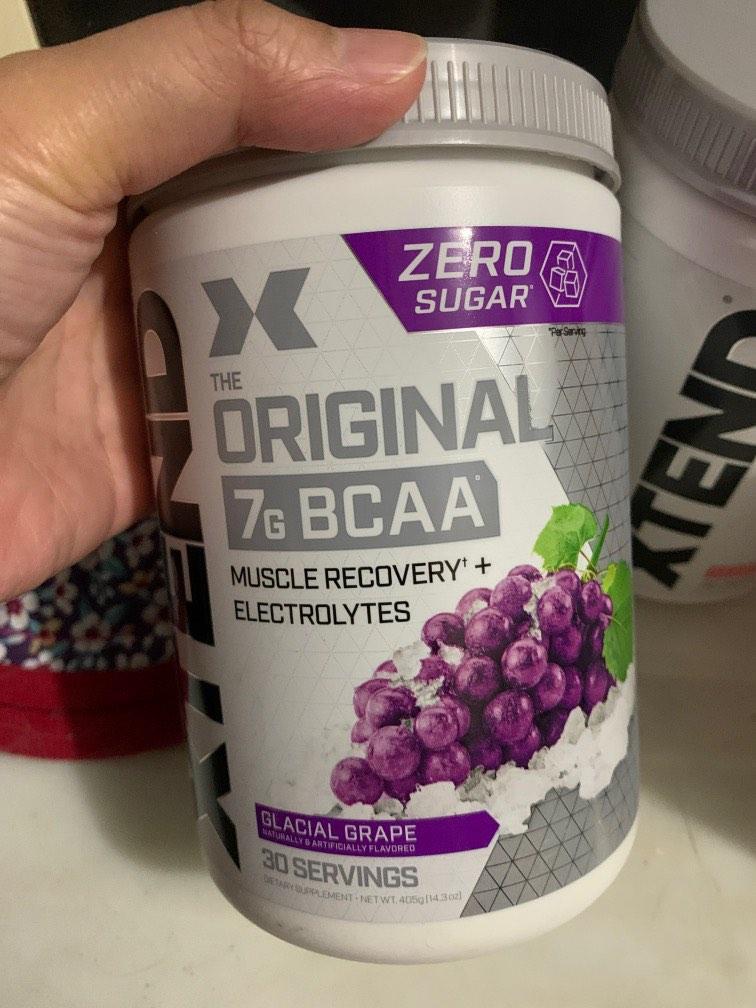 XTEND
ZERO
SUGAR*
*Per Serving
THE
ORIGINAL
7G BCAA°
MUSCLE RECOVERY† +
ELECTROLYTES
GLACIAL GRAPE
NATURALLY & ARTIFICIALLY FLAVORED
30 SERVINGS
DIETARY SUPPLEMENT • NET WT. 405g (14.3 oz)
XTEND